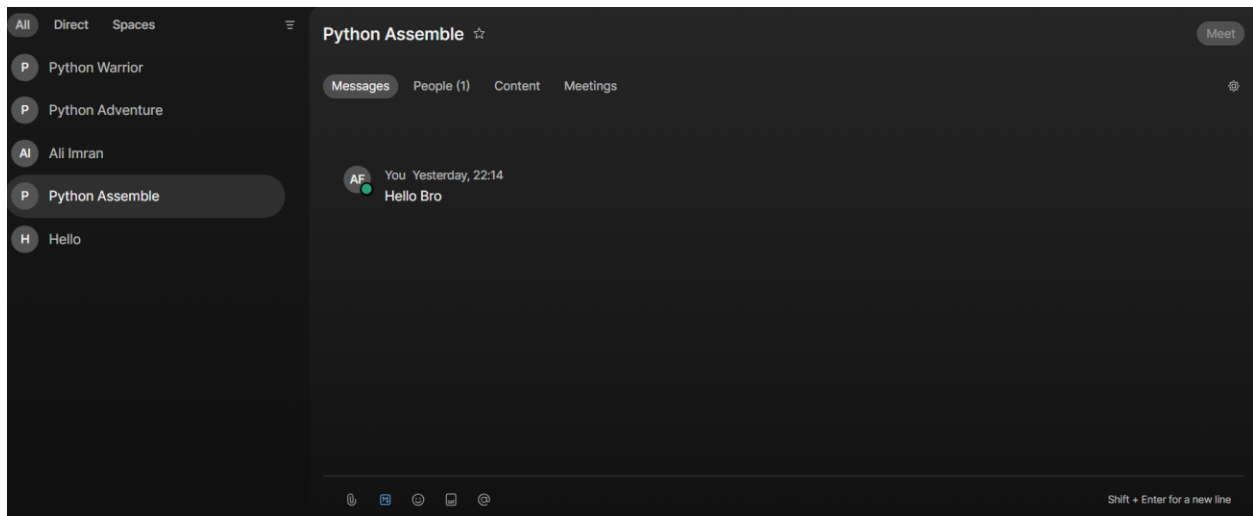 All Direct Spaces
P Python Warrior
P Python Adventure
AI Ali Imran
P Python Assemble
H Hello
Python Assemble
Meet
Messages People (1) Content Meetings
AF
You Yesterday, 22:14
Hello Bro
Shift + Enter for a new line